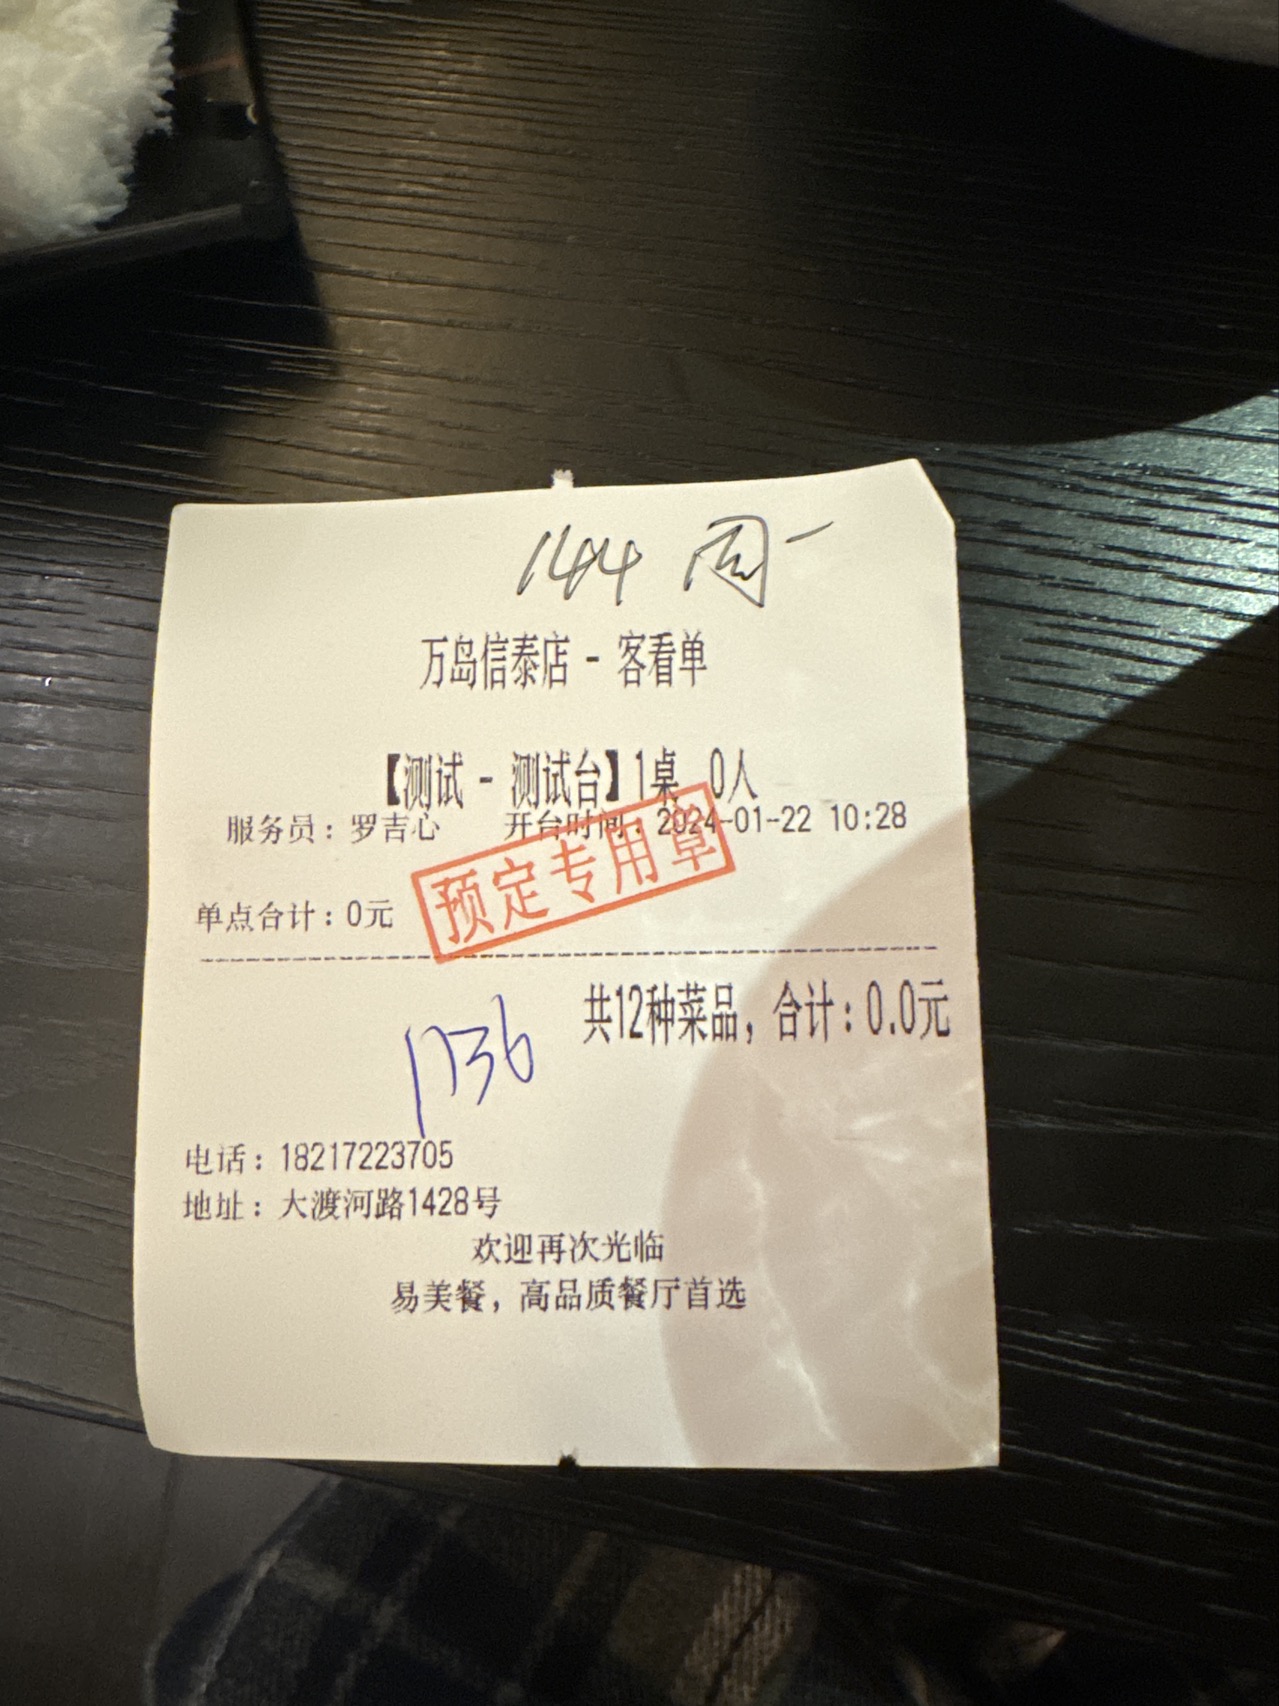 144 周一
万岛信泰店 - 客看单
【测试 - 测试台】1桌 0人
服务员：罗吉心 开台时间：2024-01-22 10:28
预定专用章
单点合计：0元
共12种菜品，合计：0.0元
1736
电话：18217223705
地址：大渡河路1428号
欢迎再次光临
易美餐，高品质餐厅首选